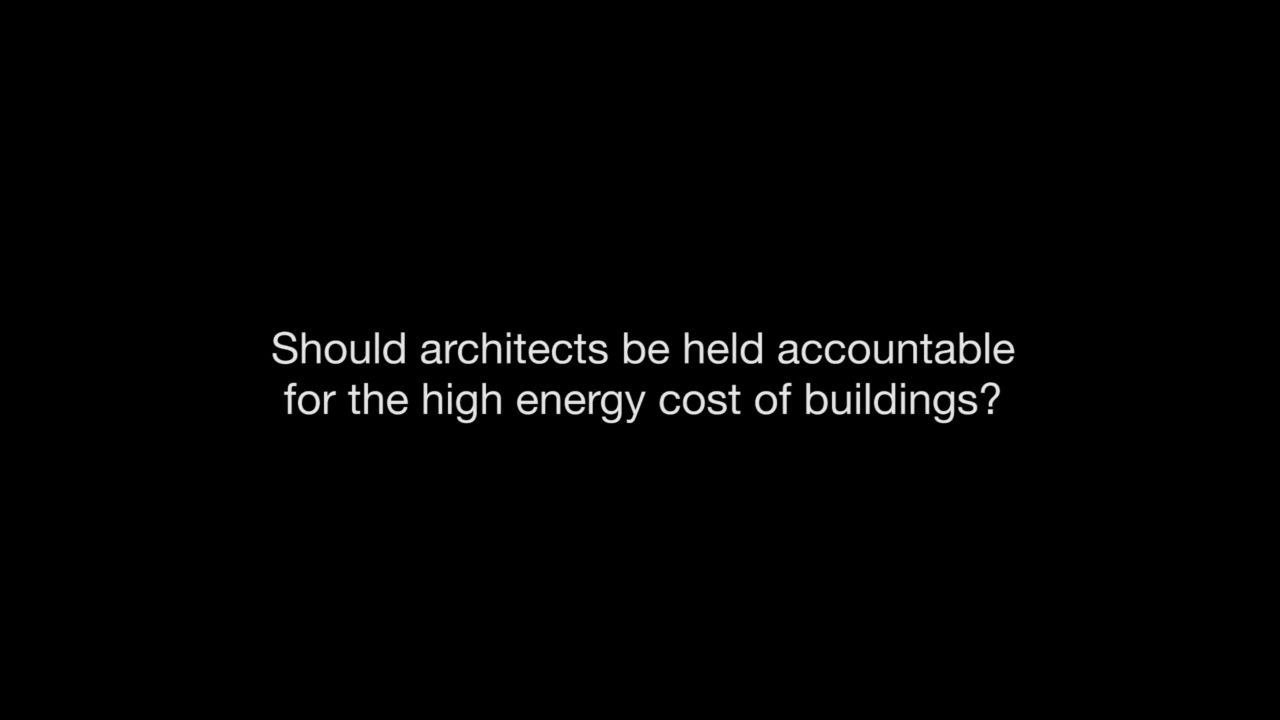 Should architects be held accountable
for the high energy cost of buildings?